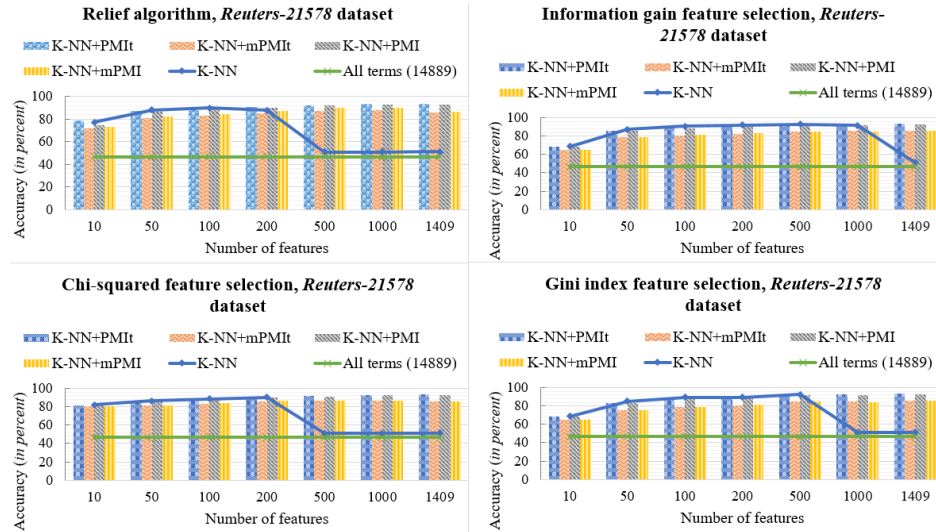 Relief algorithm, Reuters-21578 dataset
K-NN+PMIt K-NN+mPMIt K-NN+PMI
K-NN+mPMI K-NN All terms (14889)
Accuracy (in percent)
100
80
60
40
20
0
10 50 100 200 500 1000 1409
Number of features
Information gain feature selection, Reuters-
21578 dataset
K-NN+PMIt K-NN+mPMIt K-NN+PMI
K-NN+mPMI K-NN All terms (14889)
Accuracy (in percent)
100
80
60
40
20
0
10 50 100 200 500 1000 1409
Number of features
Chi-squared feature selection, Reuters-21578
dataset
K-NN+PMIt K-NN+mPMIt K-NN+PMI
K-NN+mPMI K-NN All terms (14889)
Accuracy (in percent)
100
80
60
40
20
0
10 50 100 200 500 1000 1409
Number of features
Gini index feature selection, Reuters-21578
dataset
K-NN+PMIt K-NN+mPMIt K-NN+PMI
K-NN+mPMI K-NN All terms (14889)
Accuracy (in percent)
100
80
60
40
20
0
10 50 100 200 500 1000 1409
Number of features